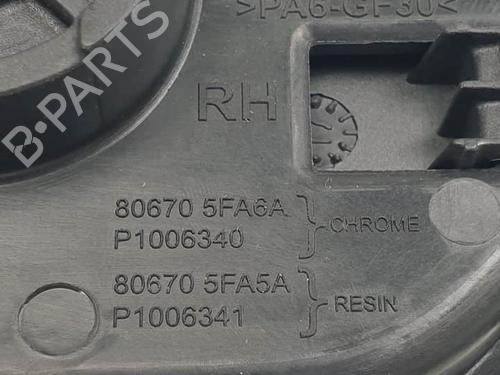 >PA6-GF30<
RH
80670 5FA6A
P1006340
CHROME
80670 5FA5A
P1006341
RESIN
B-PARTS